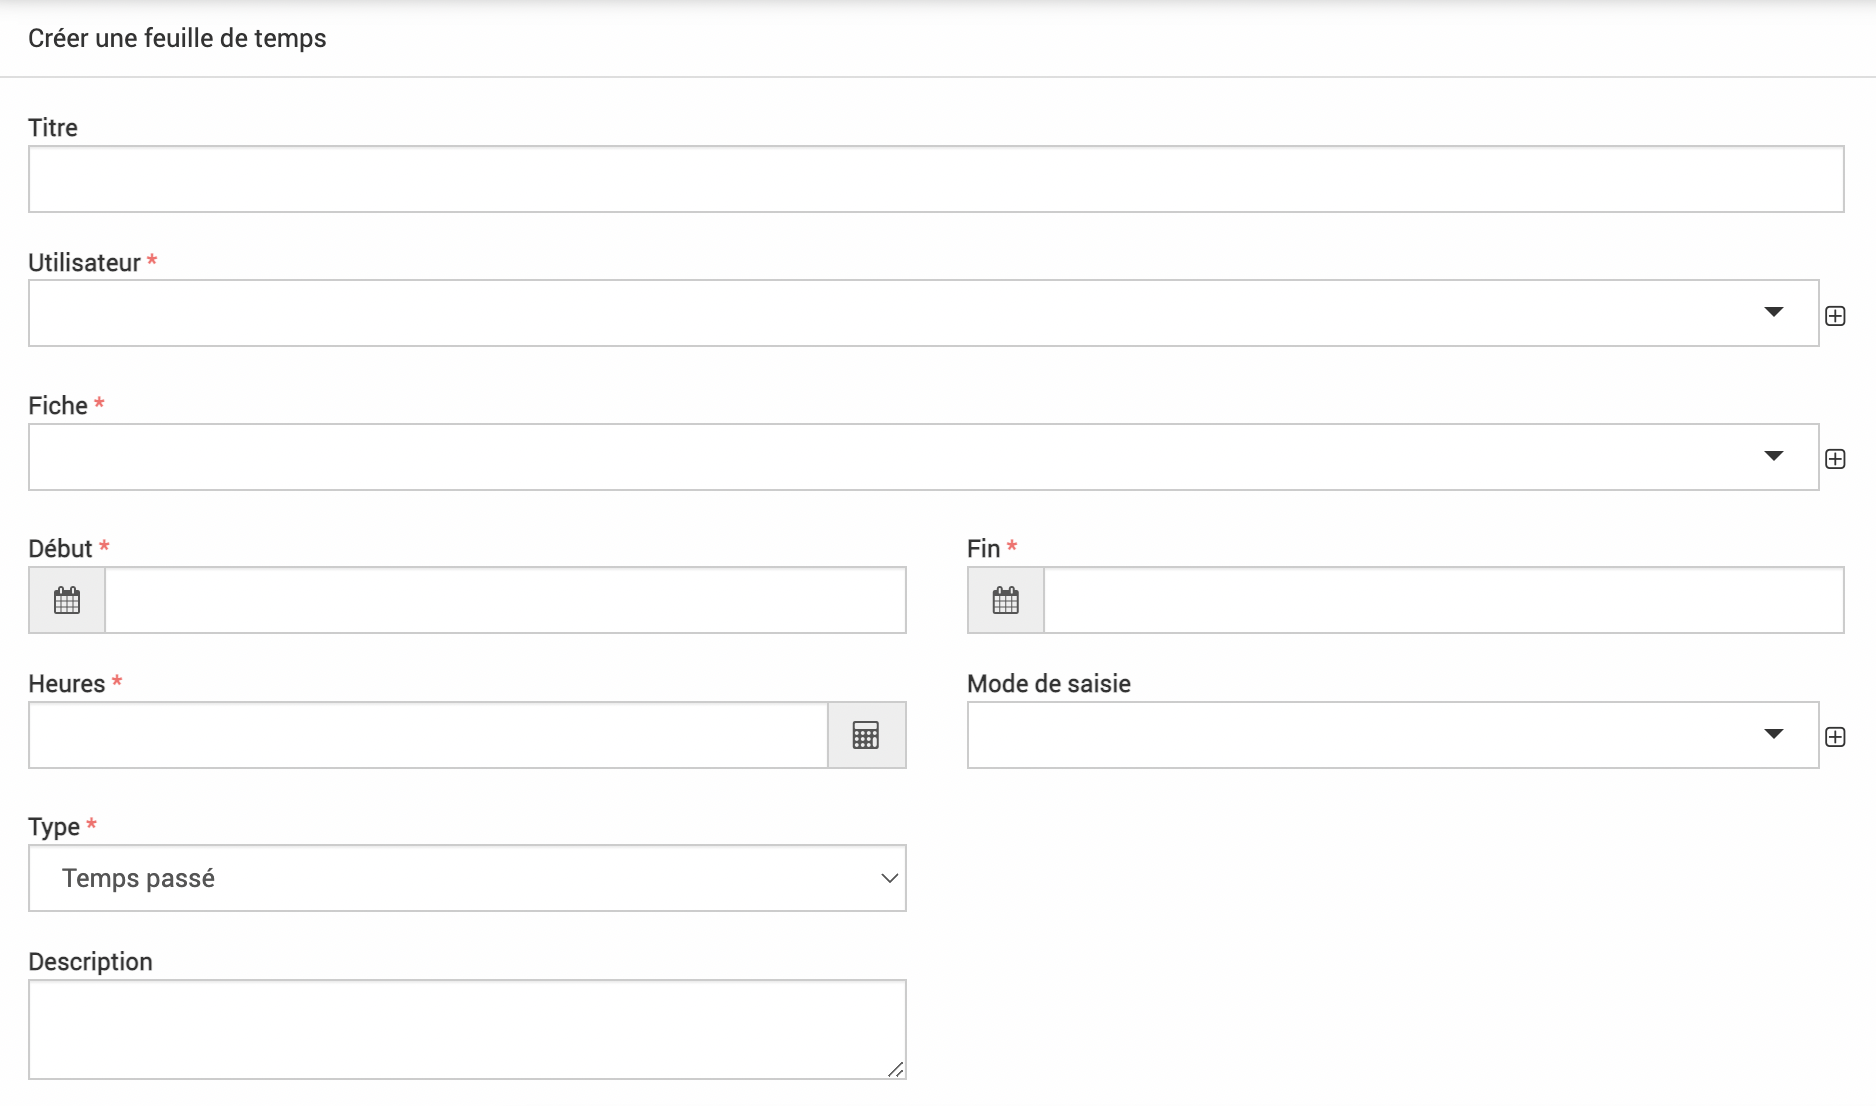 Créer une feuille de temps
Titre
Utilisateur *
Fiche *
Début *
Fin *
Heures *
Mode de saisie
Type *
Temps passé
Description